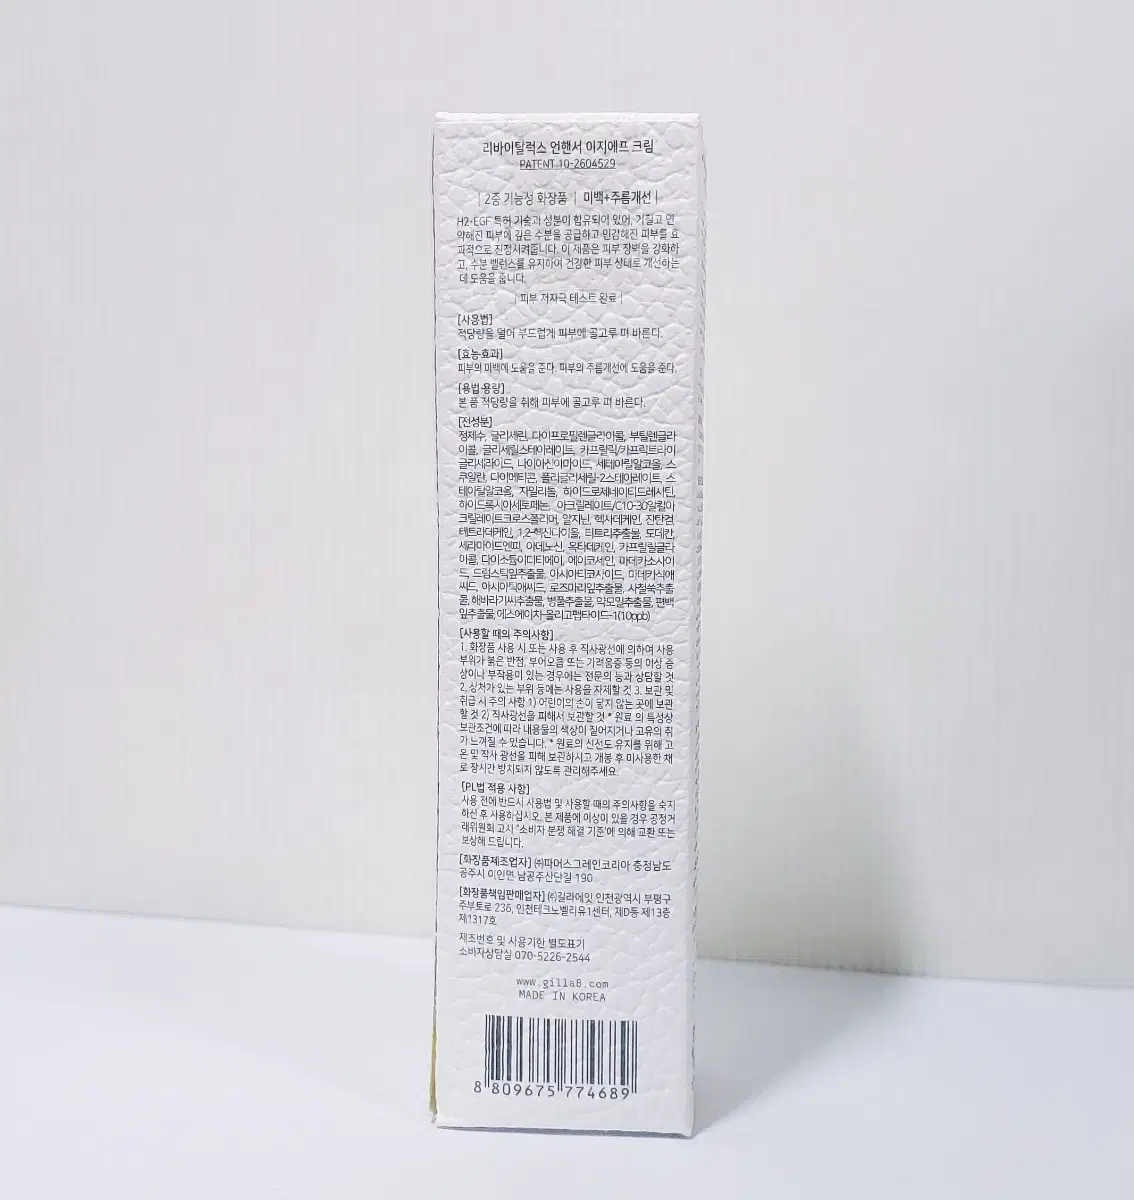 리바이탈럭스 언핸서 이지에프 크림
PATENT 10-2604529
| 2중 기능성 화장품 | 미백+주름개선 |
H2·EGF 특허 기술과 성분이 함유되어 있어, 거칠고 연
약해진 피부에 깊은 수분을 공급하고 민감해진 피부를 효
과적으로 진정시켜줍니다. 이 제품은 피부 장벽을 강화하
고, 수분 밸런스를 유지하여 건강한 피부 상태로 개선하는
데 도움을 줍니다.
| 피부 저자극 테스트 완료 |
[사용법]
적당량을 덜어 부드럽게 피부에 골고루 펴 바른다.
[효능·효과]
피부의 미백에 도움을 준다. 피부의 주름개선에 도움을 준다.
[용법·용량]
본 품 적당량을 취해 피부에 골고루 펴 바른다.
[전성분]
정제수, 글리세린, 다이프로필렌글라이콜, 부틸렌글라
이콜, 글리세릴스테아레이트, 카프릴릭/카프릭트라이
글리세라이드, 나이아신아마이드, 세테아릴알코올, 스
쿠알란, 다이메티콘, 폴리글리세릴-2스테아레이트, 스
테아릴알코올, 자일리톨, 하이드로제네이티드레시틴,
하이드록시아세토페논, 아크릴레이트/C10-30알킬아
크릴레이트크로스폴리머, 알지닌, 헥사데케인, 잔탄검,
테트라데케인, 1,2-헥산다이올, 티트리추출물, 도데칸,
세라마이드엔피, 아데노신, 옥타데케인, 카프릴릴글라
이콜, 다이소듐이디티에이, 에이코세인, 마데카소사이
드, 드럼스틱잎추출물, 아시아티코사이드, 마데카식애
씨드, 아시아틱애씨드, 로즈마리잎추출물, 사철쑥추출
물, 해바라기씨추출물, 병풀추출물, 약모밀추출물, 편백
잎추출물, 에스에이치-올리고펩타이드-1(10ppb)
[사용할 때의 주의사항]
1. 화장품 사용 시 또는 사용 후 직사광선에 의하여 사용
부위가 붉은 반점, 부어오름 또는 가려움증 등의 이상 증
상이나 부작용이 있는 경우에는 전문의 등과 상담할 것
2. 상처가 있는 부위 등에는 사용을 자제할 것 3. 보관 및
취급 시 주의 사항 1) 어린이의 손이 닿지 않는 곳에 보관
할 것 2) 직사광선을 피해서 보관할 것 * 원료의 특성상
보관조건에 따라 내용물의 색상이 짙어지거나 고유의 취
가 느껴질 수 있습니다. * 원료의 신선도 유지를 위해 고
온 및 직사 광선을 피해 보관하시고 개봉 후 미사용한 채
로 장시간 방치되지 않도록 관리해주세요.
[PL법 적용 사항]
사용 전에 반드시 사용법 및 사용할 때의 주의사항을 숙지
하신 후 사용하십시오. 본 제품에 이상이 있을 경우 공정거
래위원회 고시 "소비자 분쟁 해결 기준"에 의해 교환 또는
보상해 드립니다.
[화장품제조업자] ㈜파머스그레인코리아 충청남도
공주시 이인면 남공주산단길 190
[화장품책임판매업자] ㈜길라에잇 인천광역시 부평구
주부토로 236, 인천테크노밸리유1센터, 제D동 제13층
제1317호
제조번호 및 사용기한 별도표기
소비자상담실 070-5226-2544
www.gilla8.com
MADE IN KOREA
8 809675 774689